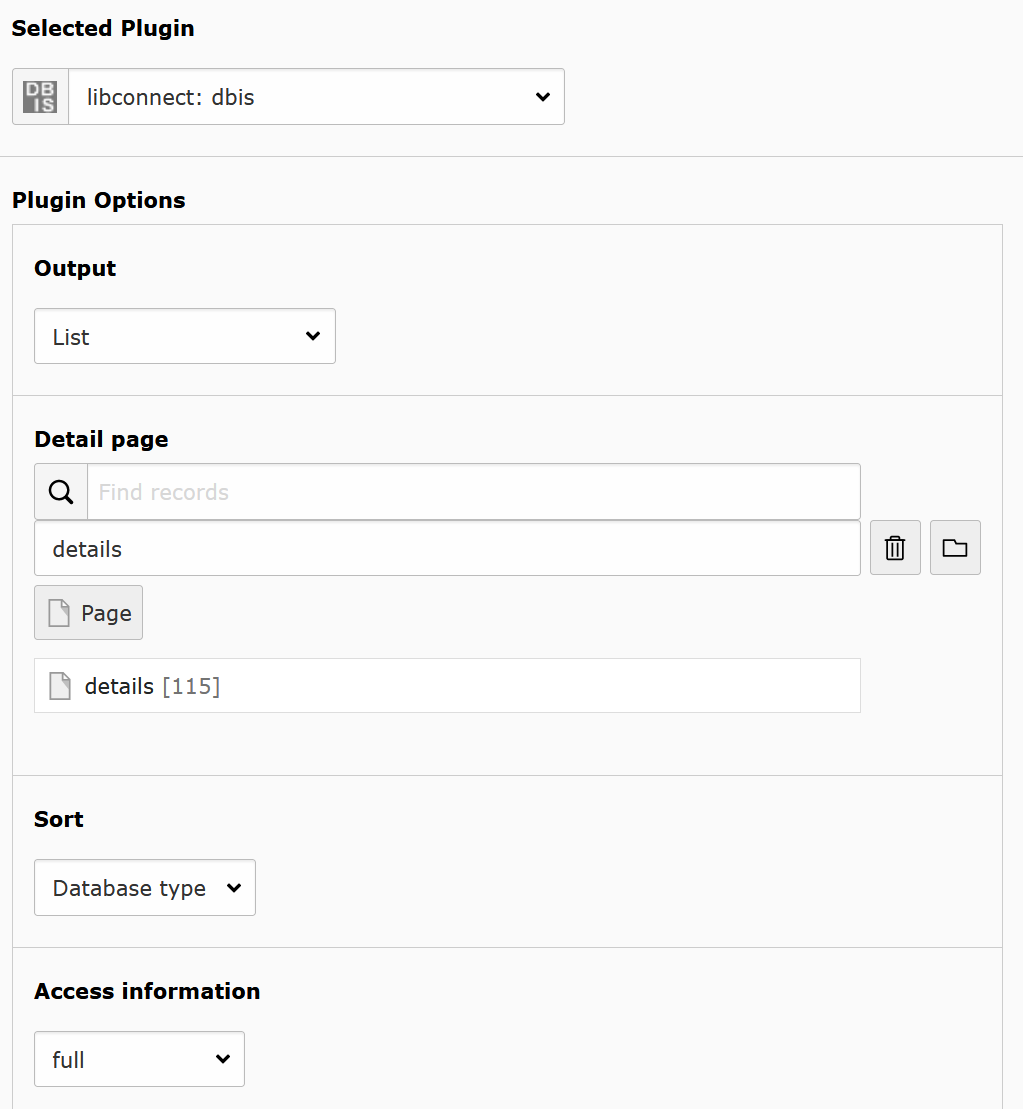 Selected Plugin
DB
IS
libconnect: dbis
Plugin Options
Output
List
Detail page
Find records
details
Page
details [115]
Sort
Database type
Access information
full